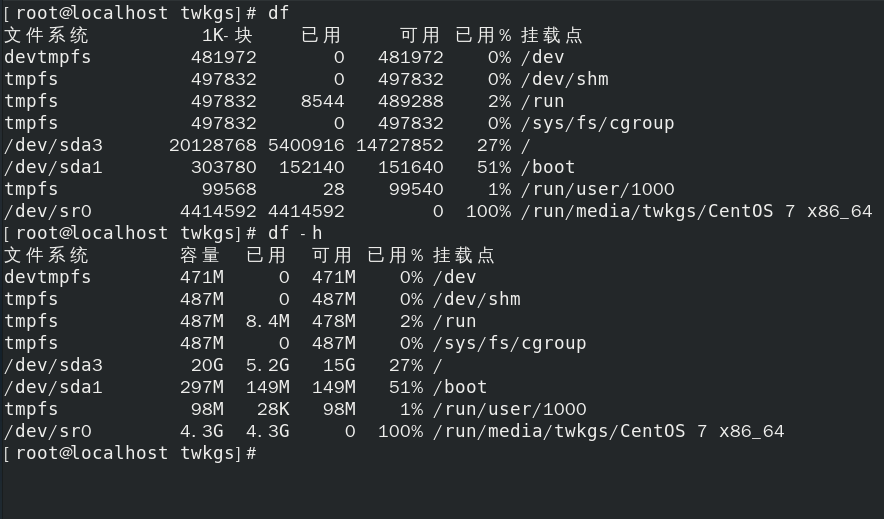 [root@localhost twkgs]# df
文件系统 1K-块 已用 可用 已用% 挂载点
devtmpfs 481972 0 481972 0% /dev
tmpfs 497832 0 497832 0% /dev/shm
tmpfs 497832 8544 489288 2% /run
tmpfs 497832 0 497832 0% /sys/fs/cgroup
/dev/sda3 20128768 5400916 14727852 27% /
/dev/sda1 303780 152140 151640 51% /boot
tmpfs 99568 28 99540 1% /run/user/1000
/dev/sr0 4414592 4414592 0 100% /run/media/twkgs/CentOS 7 x86_64
[root@localhost twkgs]# df -h
文件系统 容量 已用 可用 已用% 挂载点
devtmpfs 471M 0 471M 0% /dev
tmpfs 487M 0 487M 0% /dev/shm
tmpfs 487M 8.4M 478M 2% /run
tmpfs 487M 0 487M 0% /sys/fs/cgroup
/dev/sda3 20G 5.2G 15G 27% /
/dev/sda1 297M 149M 149M 51% /boot
tmpfs 98M 28K 98M 1% /run/user/1000
/dev/sr0 4.3G 4.3G 0 100% /run/media/twkgs/CentOS 7 x86_64
[root@localhost twkgs]#